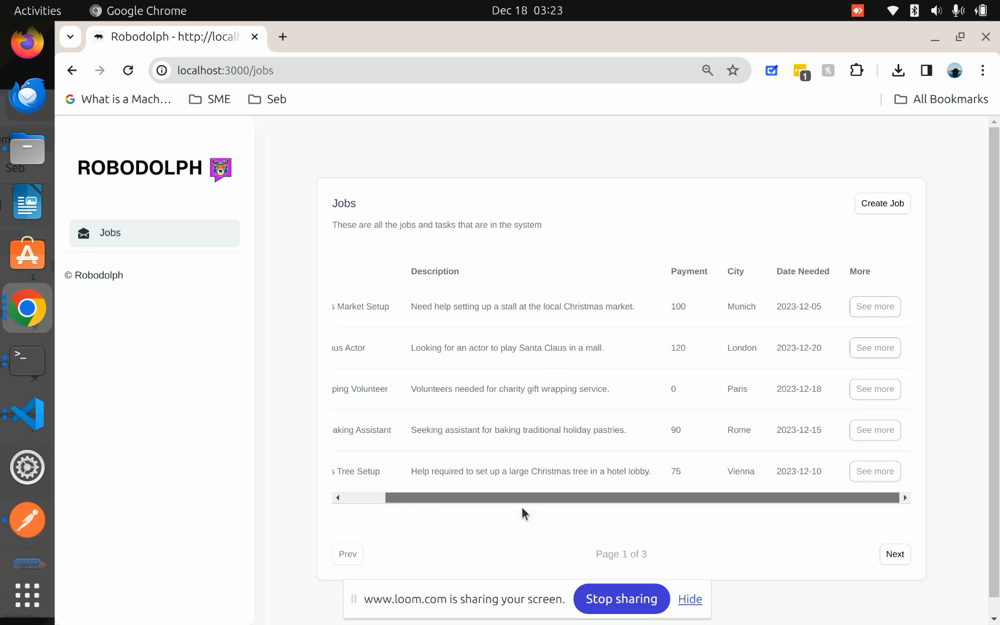 Activities Google Chrome Dec 18 03:23
Robodolph - http://localh
localhost:3000/jobs
1
What is a Mach... SME Seb All Bookmarks
ROBODOLPH
Jobs
© Robodolph
Jobs Create Job
These are all the jobs and tasks that are in the system
Description Payment City Date Needed More
s Market Setup Need help setting up a stall at the local Christmas market. 100 Munich 2023-12-05 See more
aus Actor Looking for an actor to play Santa Claus in a mall. 120 London 2023-12-20 See more
ping Volunteer Volunteers needed for charity gift wrapping service. 0 Paris 2023-12-18 See more
aking Assistant Seeking assistant for baking traditional holiday pastries. 90 Rome 2023-12-15 See more
s Tree Setup Help required to set up a large Christmas tree in a hotel lobby. 75 Vienna 2023-12-10 See more
Prev Page 1 of 3 Next
www.loom.com is sharing your screen. Stop sharing Hide
Seb
1
00:21
Yesterday